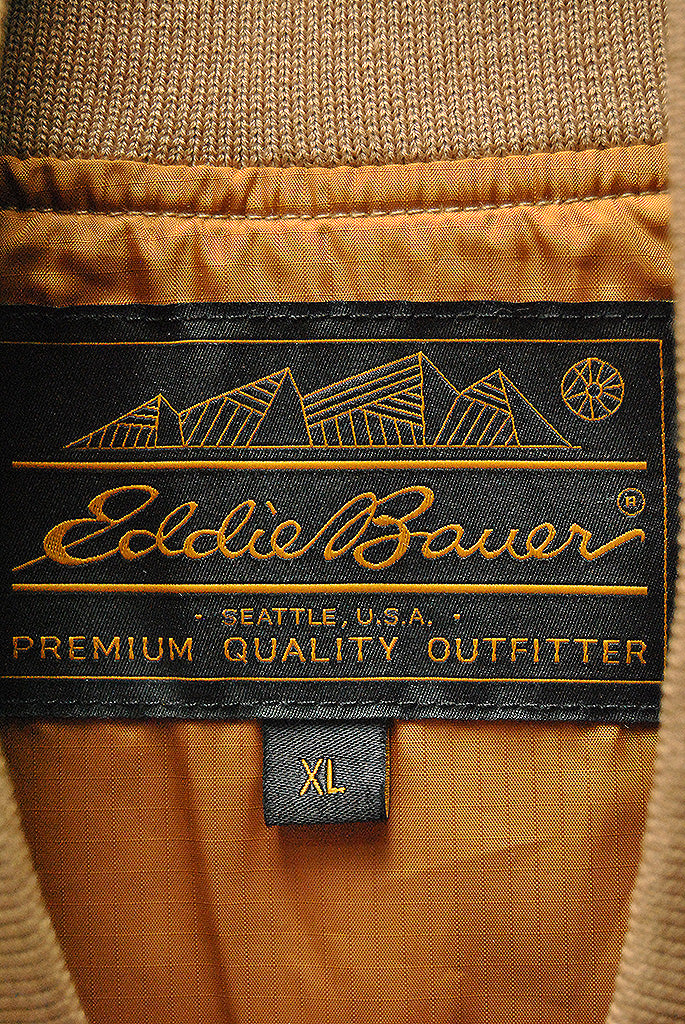 Eddie Bauer ®
· SEATTLE, U.S.A. ·
PREMIUM QUALITY OUTFITTER
XL